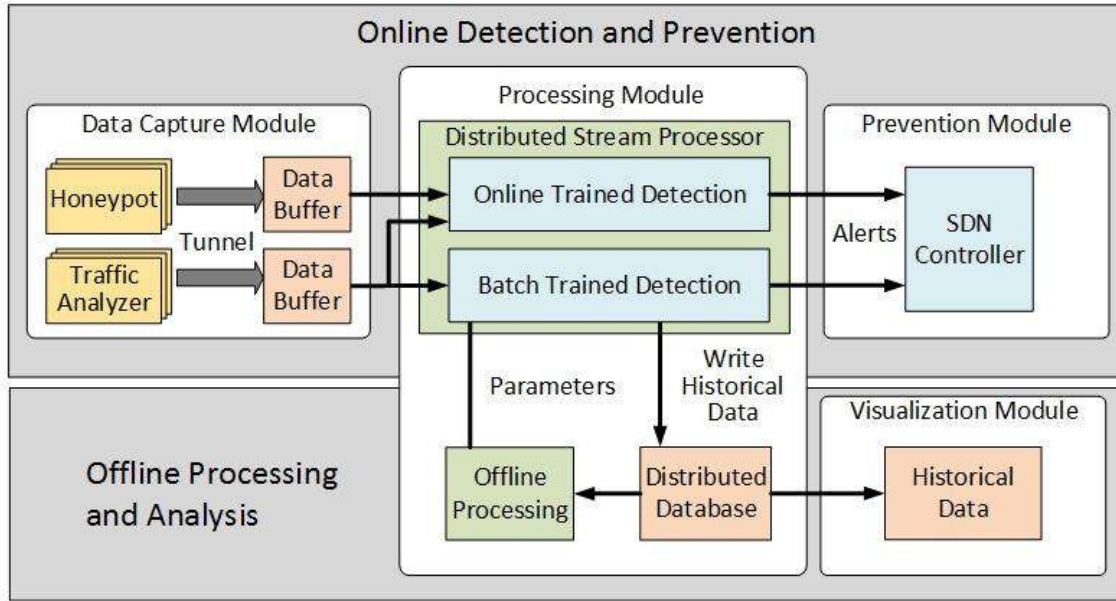 Online Detection and Prevention
Data Capture Module
Honeypot
Data
Buffer
Tunnel
Traffic
Analyzer
Data
Buffer
Processing Module
Distributed Stream Processor
Online Trained Detection
Batch Trained Detection
Prevention Module
Alerts
SDN
Controller
Parameters
Write
Historical
Data
Offline Processing
and Analysis
Offline
Processing
Distributed
Database
Visualization Module
Historical
Data